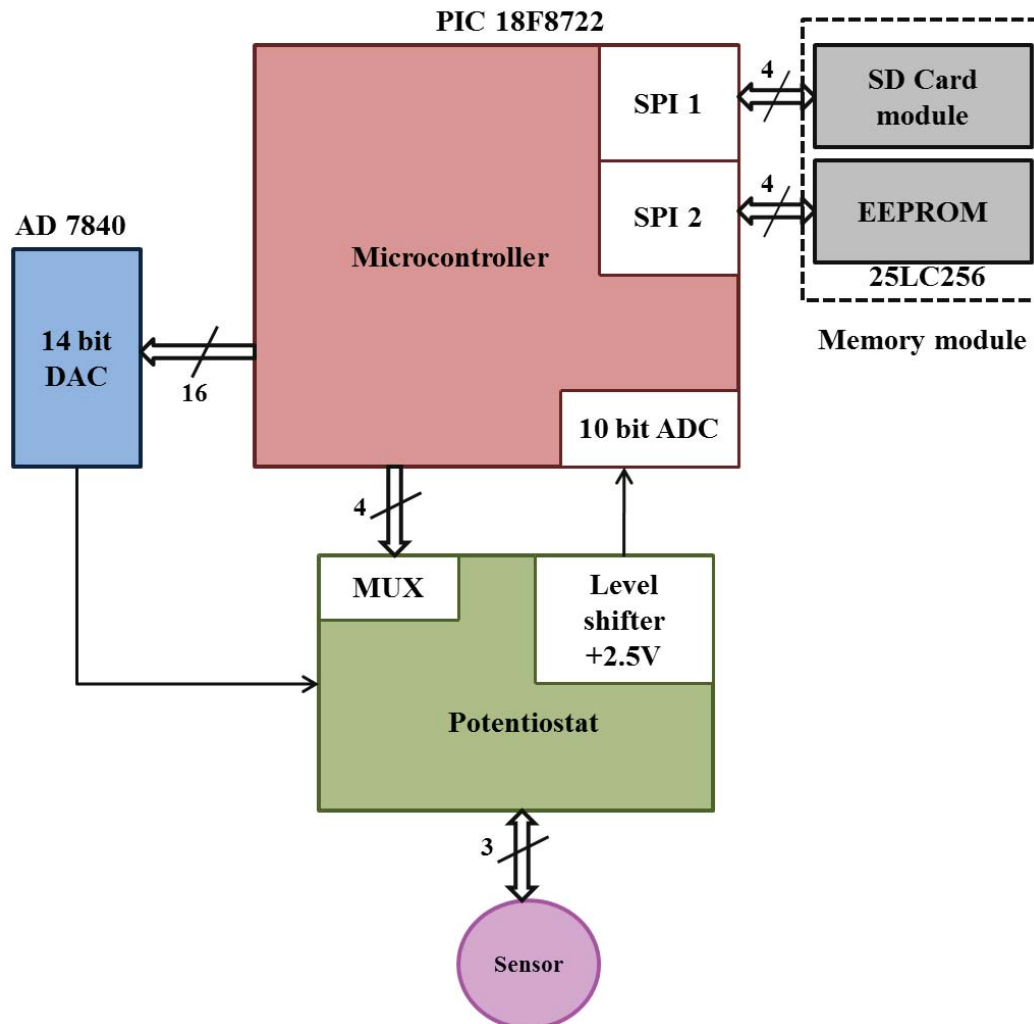 PIC 18F8722
4
SD Card
module
SPI 1
4
EEPROM
SPI 2
25LC256
Memory module
AD 7840
Microcontroller
14 bit
DAC
16
10 bit ADC
4
MUX
Level
shifter
+2.5V
Potentiostat
3
Sensor